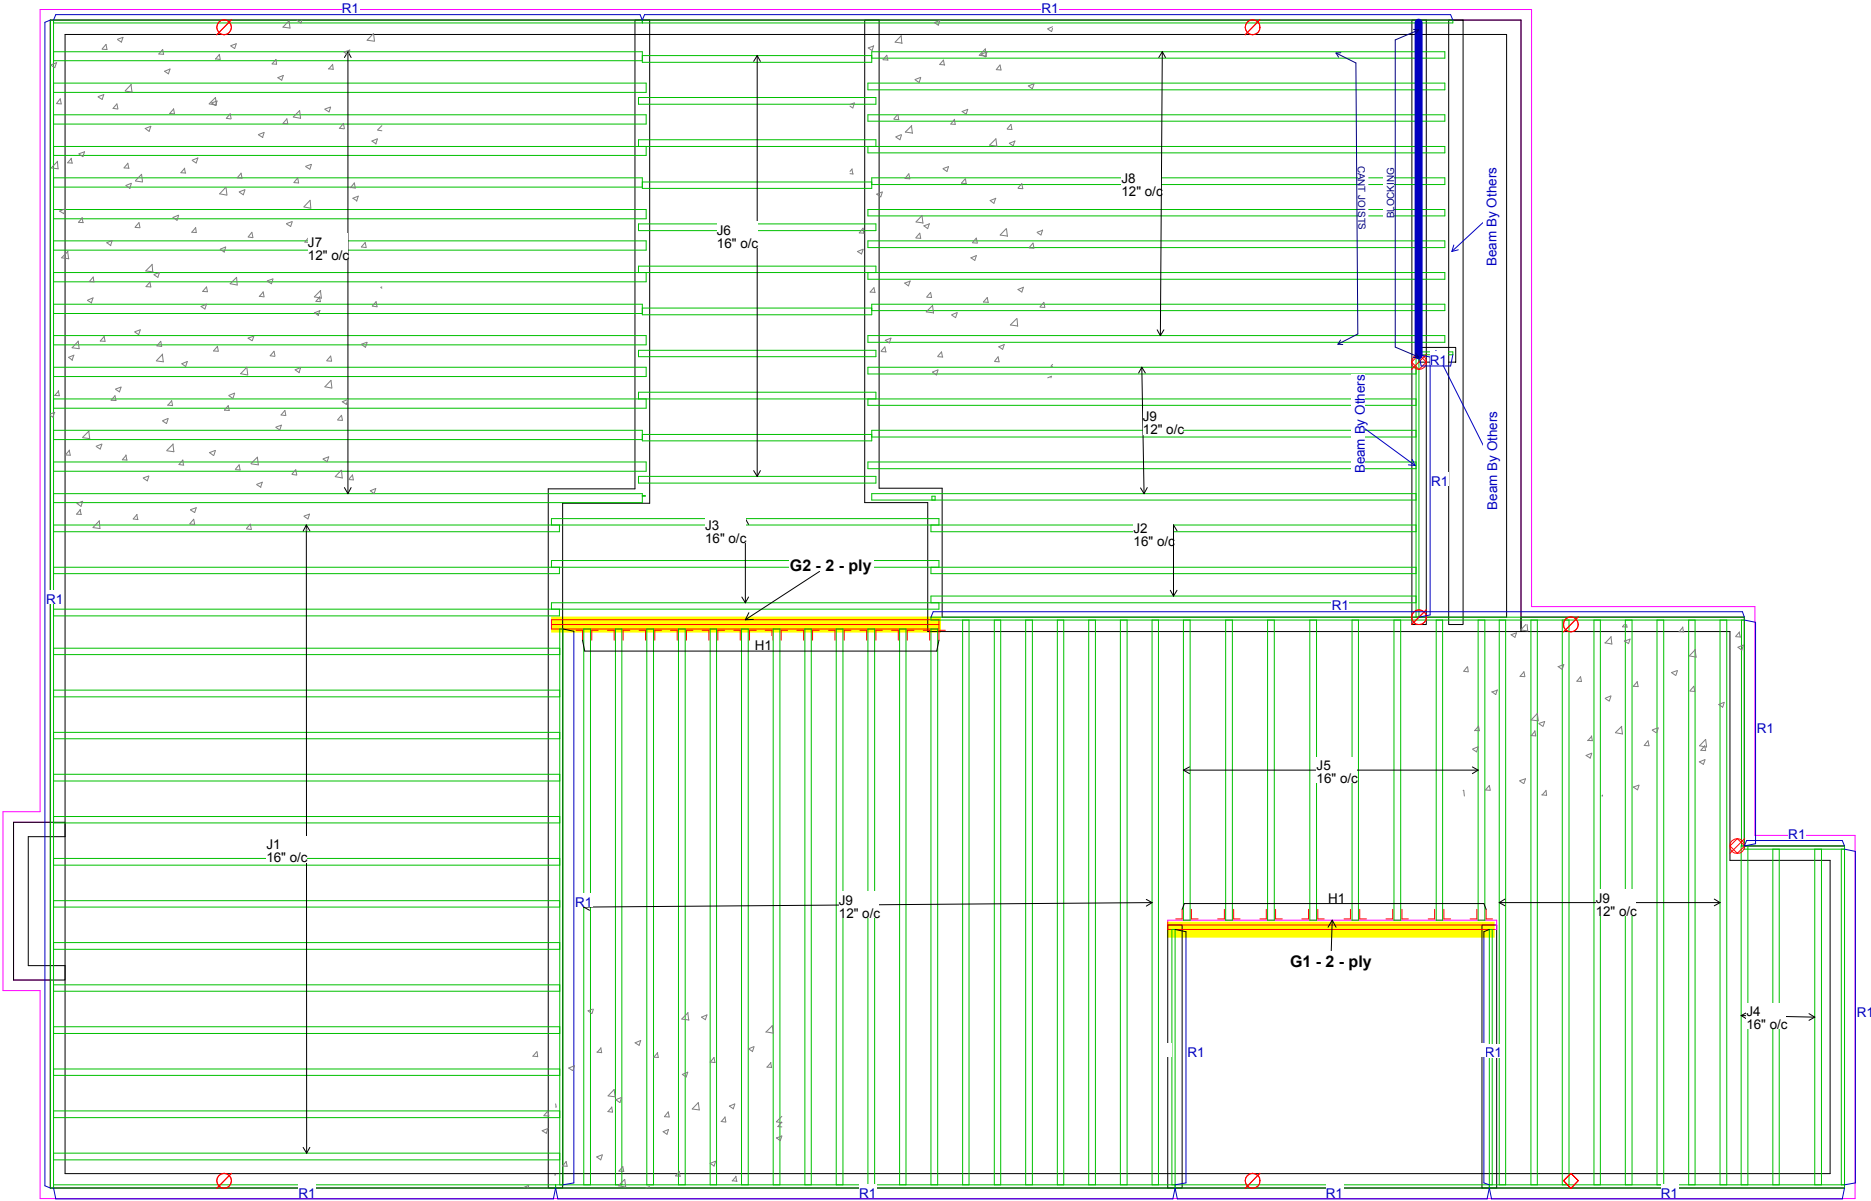 R1
R1
J7
12" o/c
J6
16" o/c
J8
12" o/c
CANT. JOISTS
BLOCKING
Beam By Others
R1
J9
12" o/c
Beam By Others
R1
Beam By Others
J3
16" o/c
J2
16" o/c
G2 - 2 - ply
R1
R1
H1
R1
J5
16" o/c
R1
J1
16" o/c
R1
J9
12" o/c
H1
J9
12" o/c
G1 - 2 - ply
J4
16" o/c
R1
R1
R1
R1
R1
R1
R1